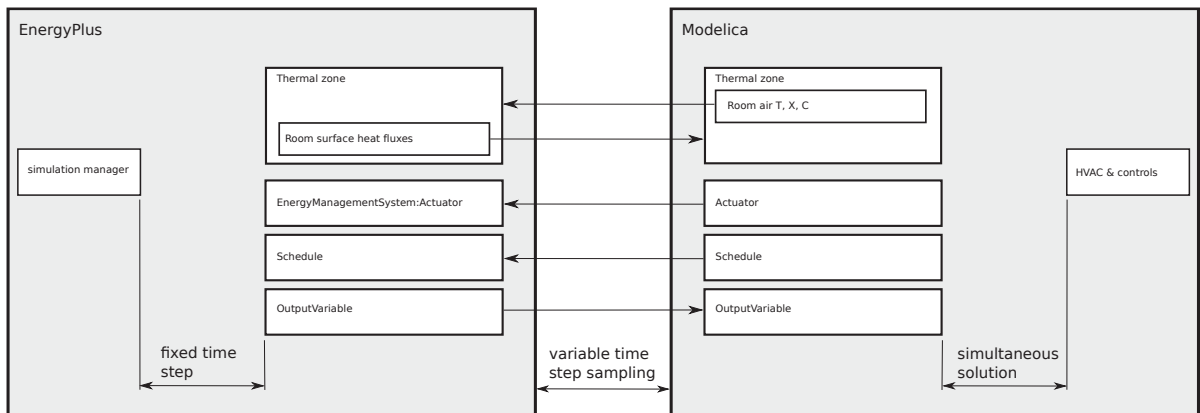 EnergyPlus
Thermal zone
Room surface heat fluxes
simulation manager
EnergyManagementSystem:Actuator
Schedule
OutputVariable
fixed time
step
variable time
step sampling
Modelica
Thermal zone
Room air T, X, C
HVAC & controls
Actuator
Schedule
OutputVariable
simultaneous
solution